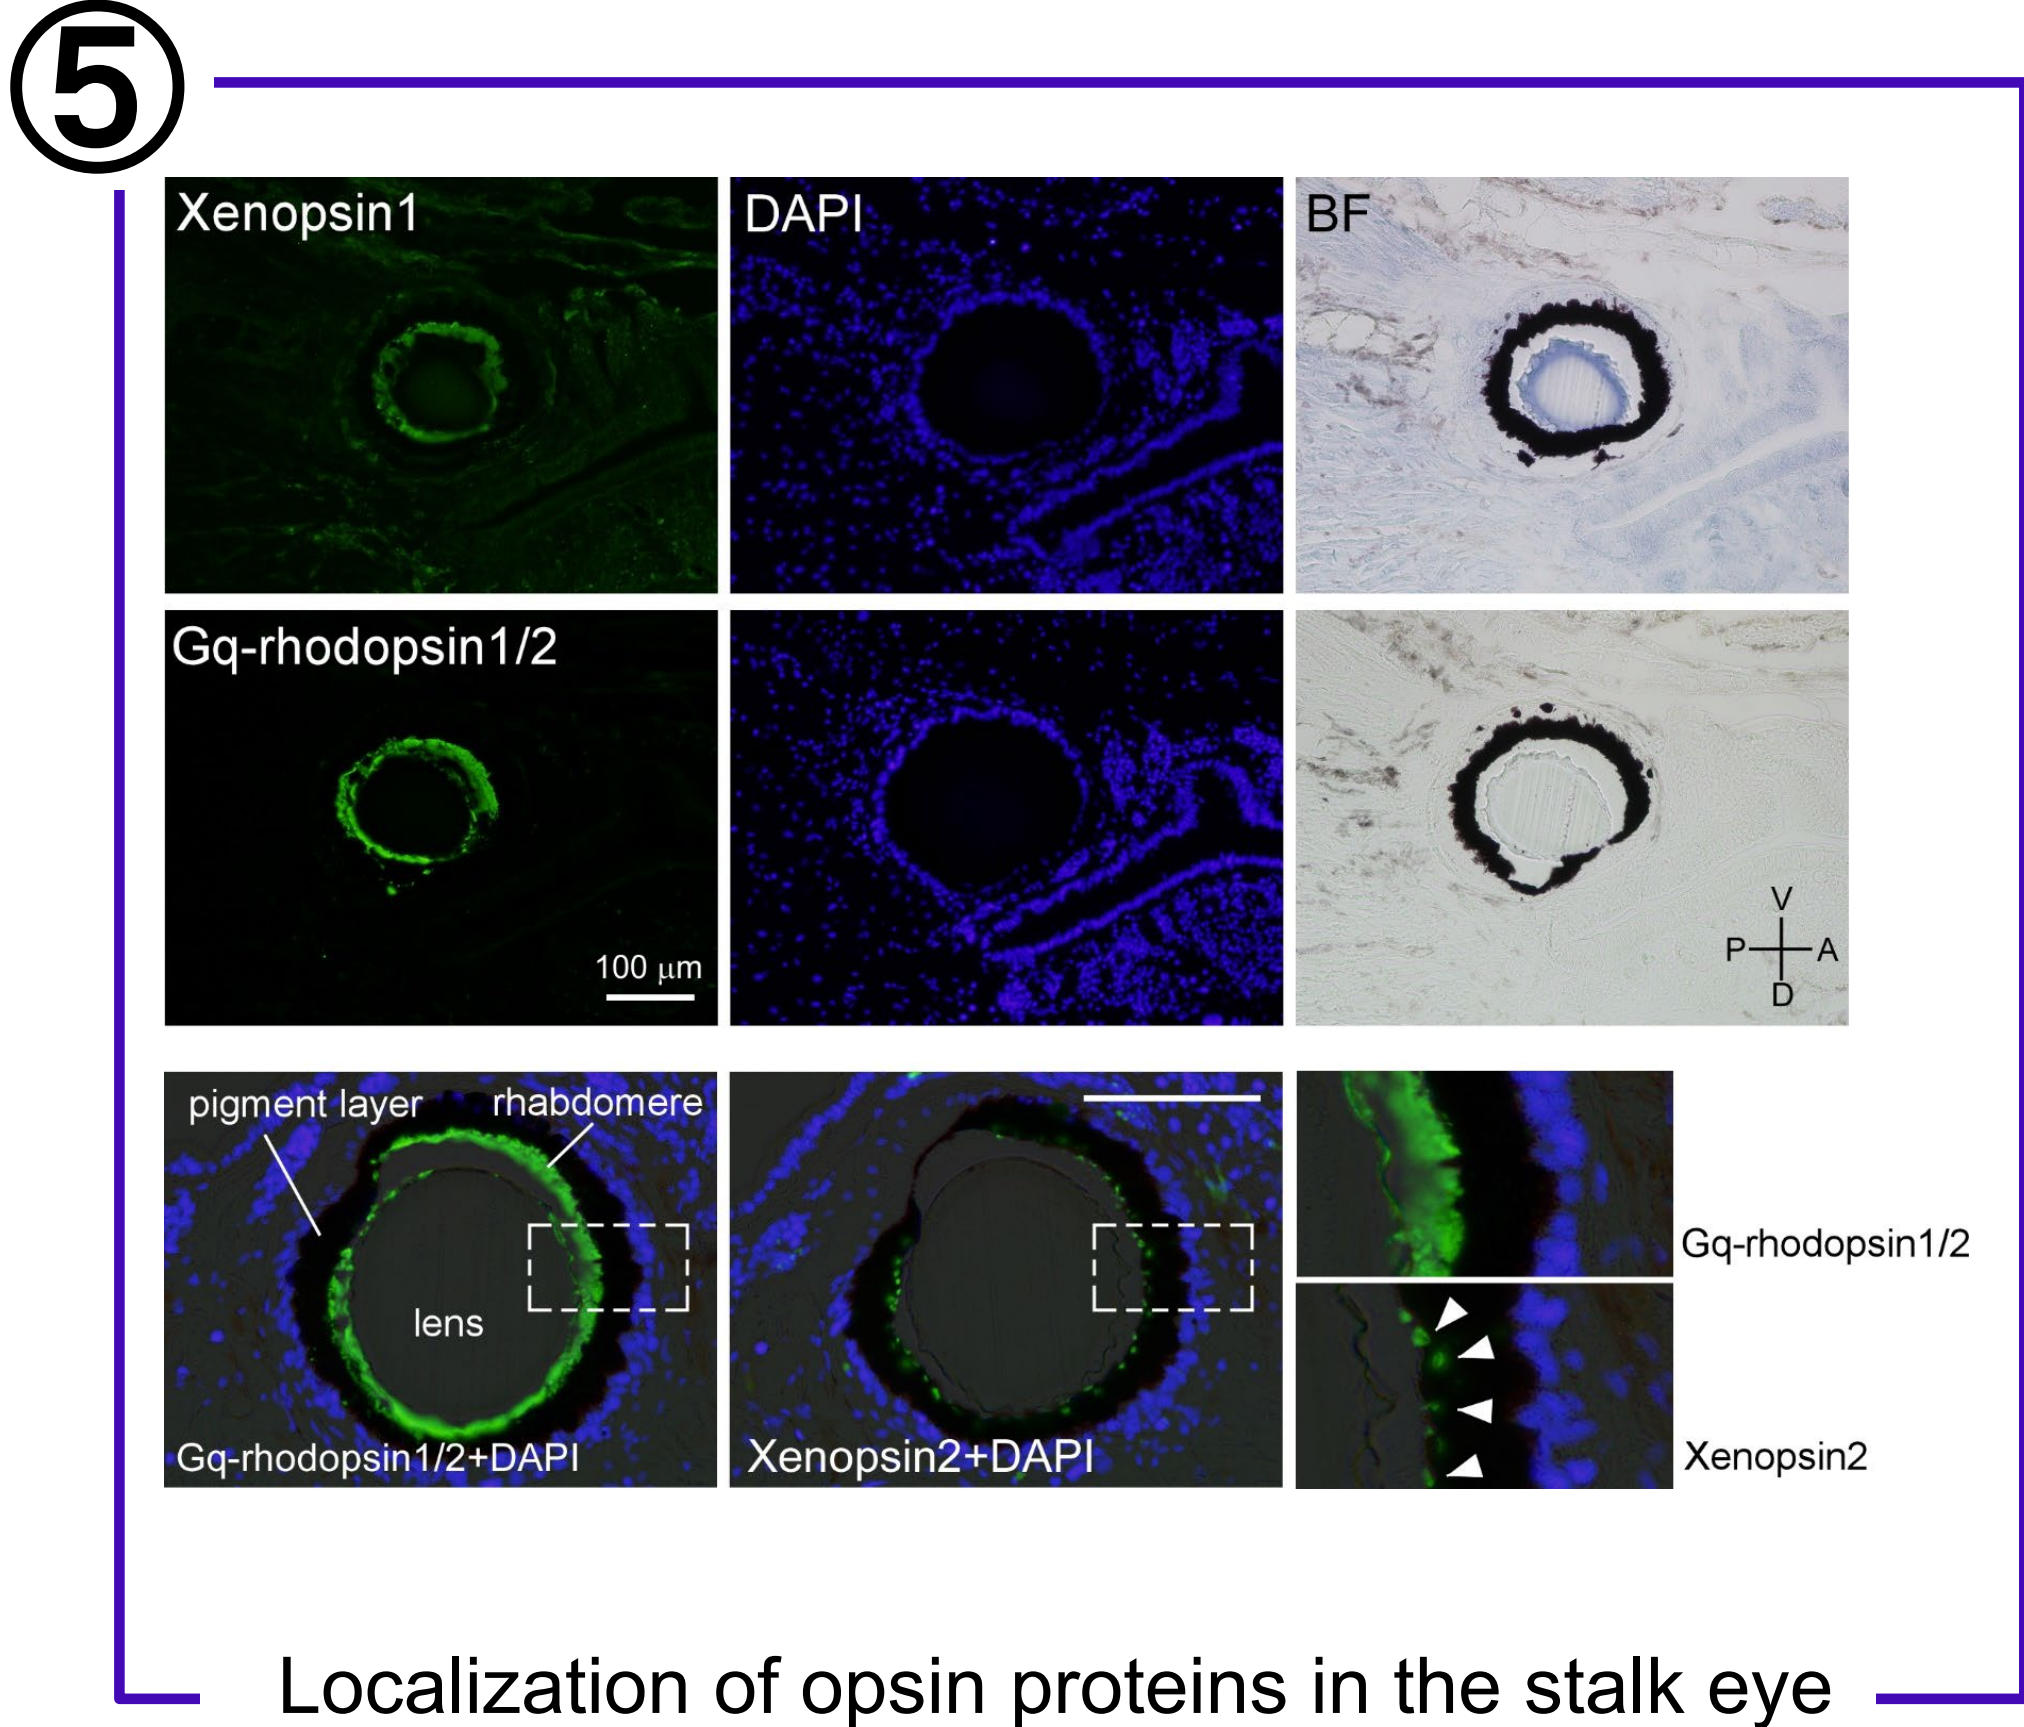 5
Xenopsin1
DAPI
BF
Gq-rhodopsin1/2
100 μm
V
P A
D
pigment layer
rhabdomere
lens
Gq-rhodopsin1/2+DAPI
Xenopsin2+DAPI
Gq-rhodopsin1/2
Xenopsin2
Localization of opsin proteins in the stalk eye